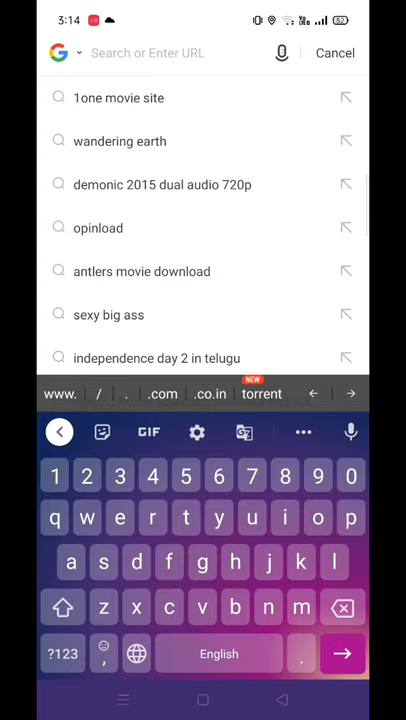 3:14 52
Search or Enter URL Cancel
1one movie site
wandering earth
demonic 2015 dual audio 720p
opinload
antlers movie download
sexy big ass
independence day 2 in telugu
NEW
www. / . .com .co.in torrent
GIF
1 2 3 4 5 6 7 8 9 0
q w e r t y u i o p
a s d f g h j k l
z x c v b n m
?123 , English .